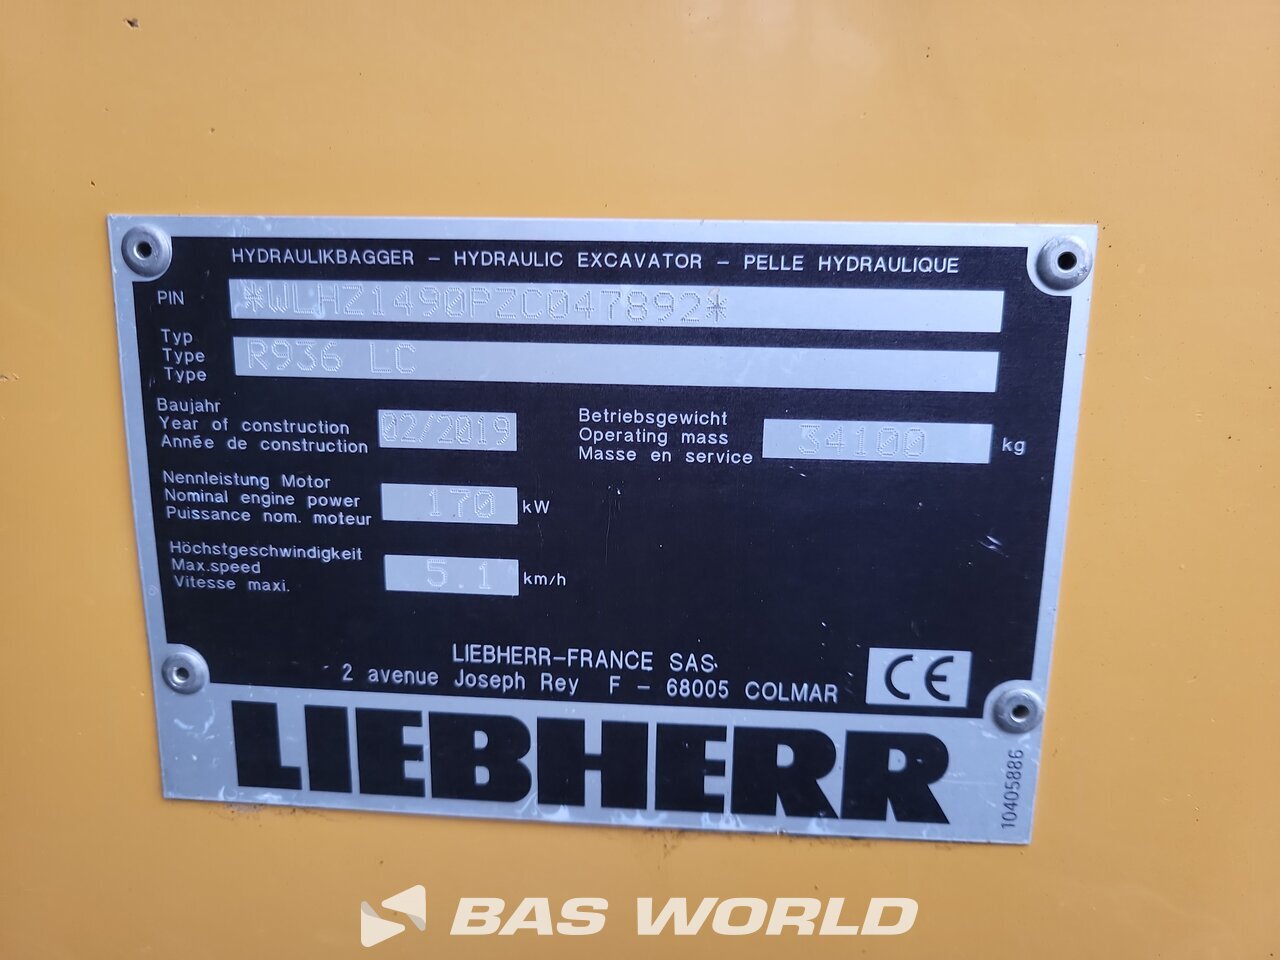 HYDRAULIKBAGGER – HYDRAULIC EXCAVATOR – PELLE HYDRAULIQUE
PIN *WLHZ1490PZC047892*
Typ
Type R936 LC
Type
Baujahr
Year of construction 02/2019
Année de construction
Betriebsgewicht
Operating mass 34100 kg
Masse en service
Nennleistung Motor
Nominal engine power 170 kW
Puissance nom. moteur
Höchstgeschwindigkeit
Max.speed 5.1 km/h
Vitesse maxi.
LIEBHERR–FRANCE SAS
2 avenue Joseph Rey F – 68005 COLMAR
CE
LIEBHERR
10405886
BAS WORLD